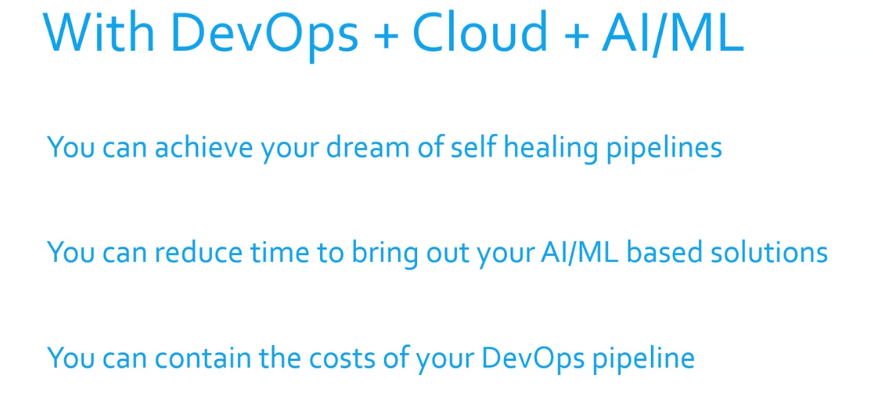 With DevOps + Cloud + AI/ML
You can achieve your dream of self healing pipelines
You can reduce time to bring out your AI/ML based solutions
You can contain the costs of your DevOps pipeline